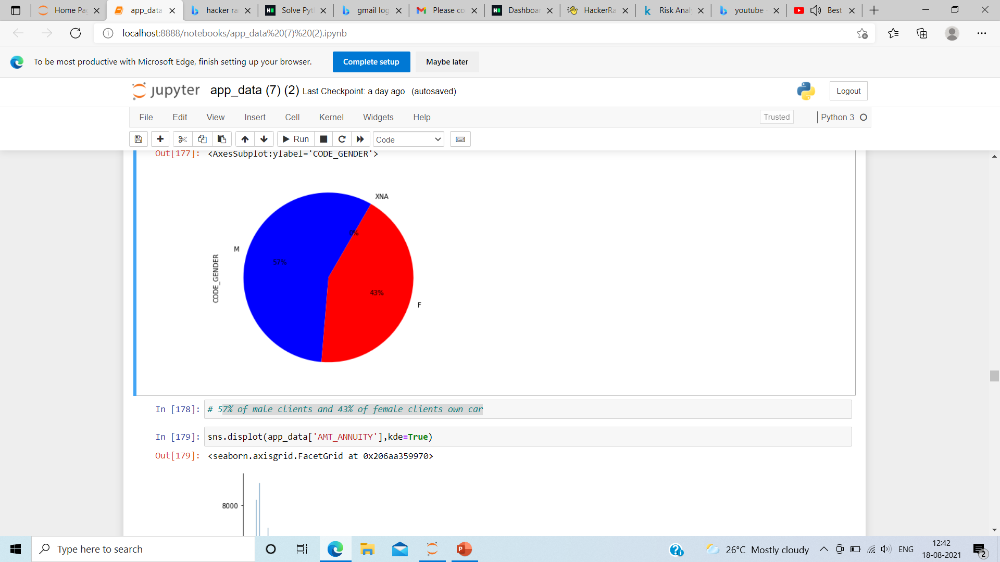 Home Pa
app_data
hacker ra
Solve Pyt
gmail log
Please co
Dashboar
HackerRa
Risk Anal
youtube -
Best
localhost:8888/notebooks/app_data%20(7)%20(2).ipynb
To be most productive with Microsoft Edge, finish setting up your browser.
Complete setup
Maybe later
jupyter app_data (7) (2) Last Checkpoint: a day ago (autosaved)
Logout
File Edit View Insert Cell Kernel Widgets Help
Trusted
Python 3
Run
Code
Out[177]: <AxesSubplot:ylabel='CODE_GENDER'>
XNA
0%
M
57%
CODE_GENDER
43%
F
In [178]: # 57% of male clients and 43% of female clients own car
In [179]: sns.displot(app_data['AMT_ANNUITY'],kde=True)
Out[179]: <seaborn.axisgrid.FacetGrid at 0x206aa359970>
8000
Type here to search
26°C Mostly cloudy
ENG
12:42
18-08-2021
2